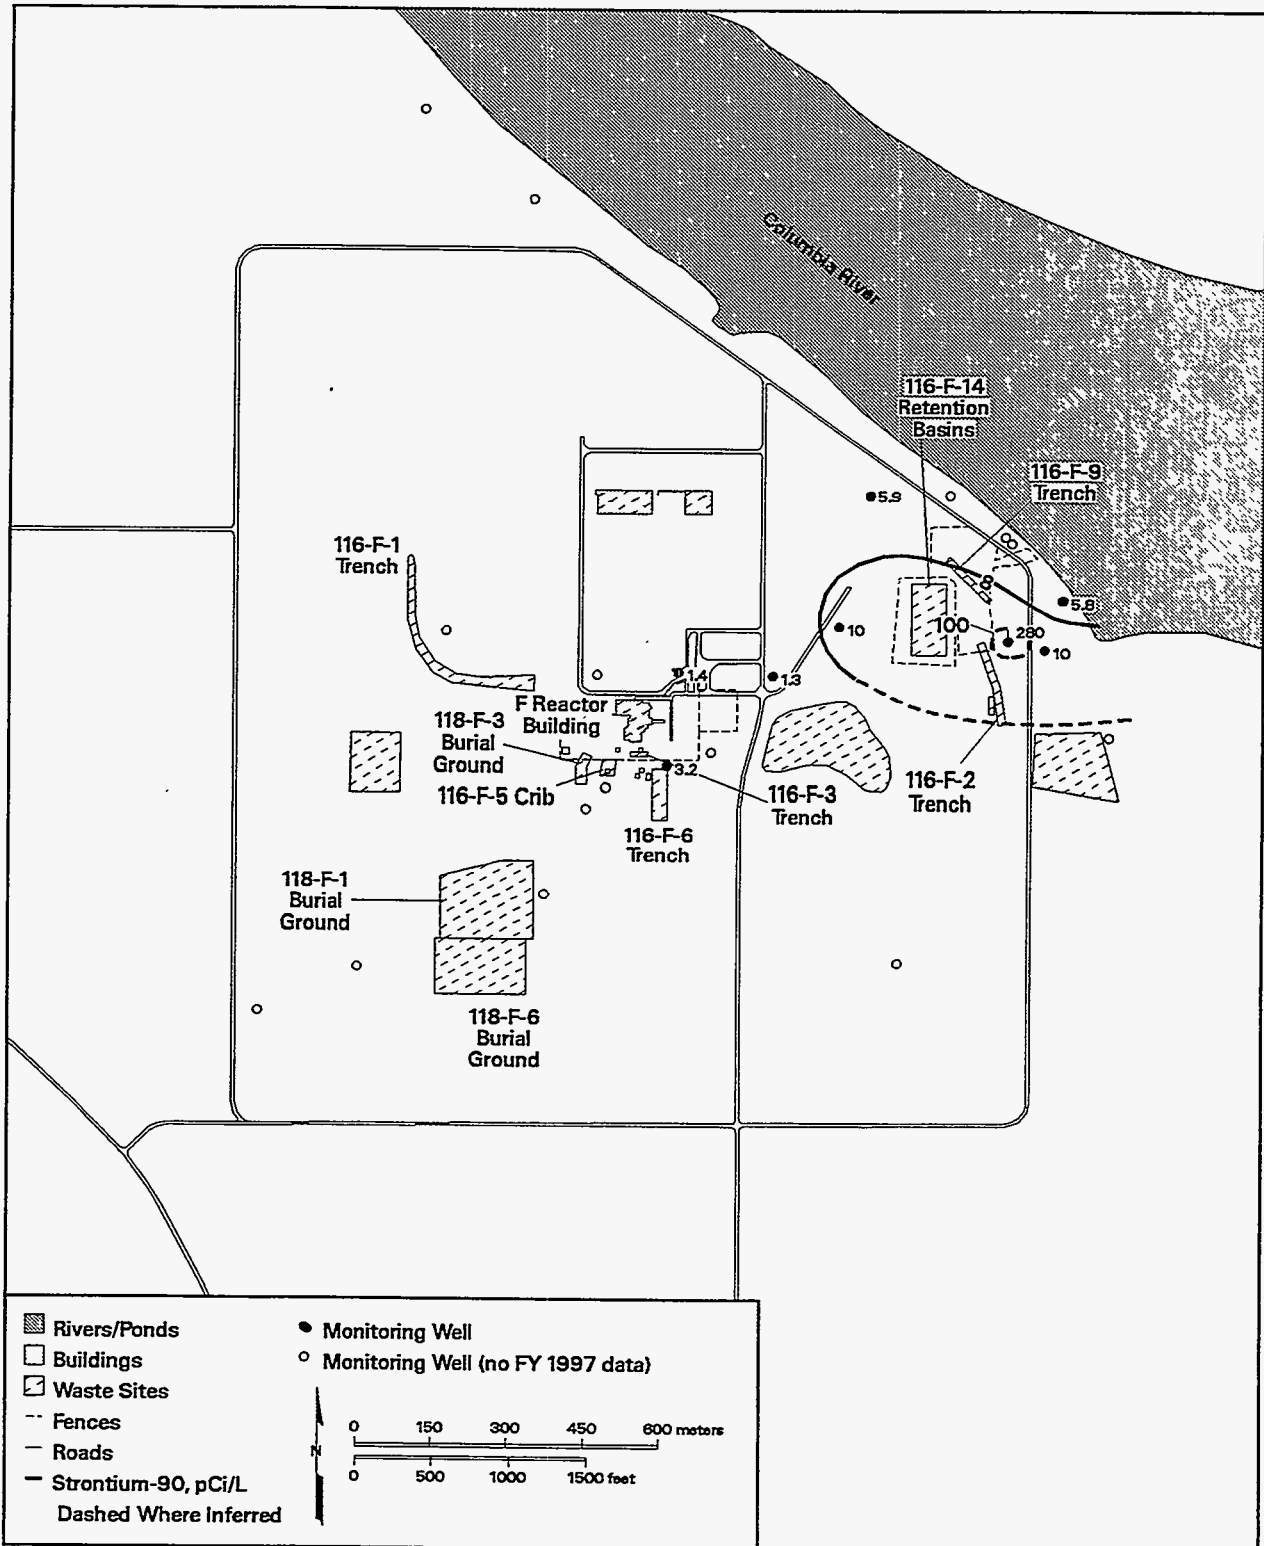 Columbia River
116-F-14
Retention
Basins
116-F-9
Trench
5.9
116-F-1
Trench
8
5.8
100
280
10
10
1.4
1.3
F Reactor
Building
118-F-3
Burial
Ground
116-F-5 Crib
3.2
116-F-3
Trench
116-F-2
Trench
116-F-6
Trench
118-F-1
Burial
Ground
118-F-6
Burial
Ground
Rivers/Ponds
Buildings
Waste Sites
Fences
Roads
Strontium-90, pCi/L
Dashed Where Inferred
Monitoring Well
Monitoring Well (no FY 1997 data)
N
0 150 300 450 600 meters
0 500 1000 1500 feet